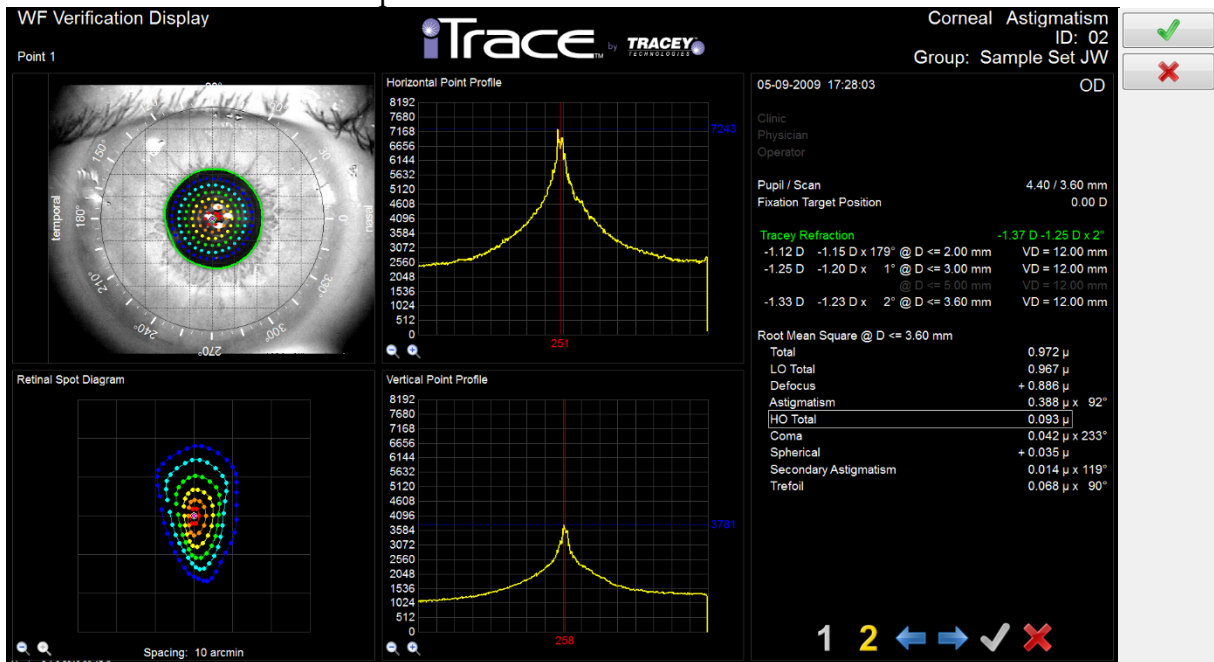 WF Verification Display
Point 1
iTrace™ by TRACEY TECHNOLOGIES
Corneal Astigmatism
ID: 02
Group: Sample Set JW
90°
150°
30°
temporal
180°
0
nasal
210°
330°
240°
300°
270°
Horizontal Point Profile
8192
7680
7168
6656
6144
5632
5120
4608
4096
3584
3072
2560
2048
1536
1024
512
0
7243
251
Retinal Spot Diagram
Spacing: 10 arcmin
Vertical Point Profile
8192
7680
7168
6656
6144
5632
5120
4608
4096
3584
3072
2560
2048
1536
1024
512
0
3781
258
05-09-2009 17:28:03 OD
Clinic
Physician
Operator
Pupil / Scan 4.40 / 3.60 mm
Fixation Target Position 0.00 D
Tracey Refraction -1.37 D -1.25 D x 2°
-1.12 D -1.15 D x 179° @ D <= 2.00 mm VD = 12.00 mm
-1.25 D -1.20 D x 1° @ D <= 3.00 mm VD = 12.00 mm
@ D <= 5.00 mm VD = 12.00 mm
-1.33 D -1.23 D x 2° @ D <= 3.60 mm VD = 12.00 mm
Root Mean Square @ D <= 3.60 mm
Total 0.972 µ
LO Total 0.967 µ
Defocus + 0.886 µ
Astigmatism 0.388 µ x 92°
HO Total 0.093 µ
Coma 0.042 µ x 233°
Spherical + 0.035 µ
Secondary Astigmatism 0.014 µ x 119°
Trefoil 0.068 µ x 90°
1 2